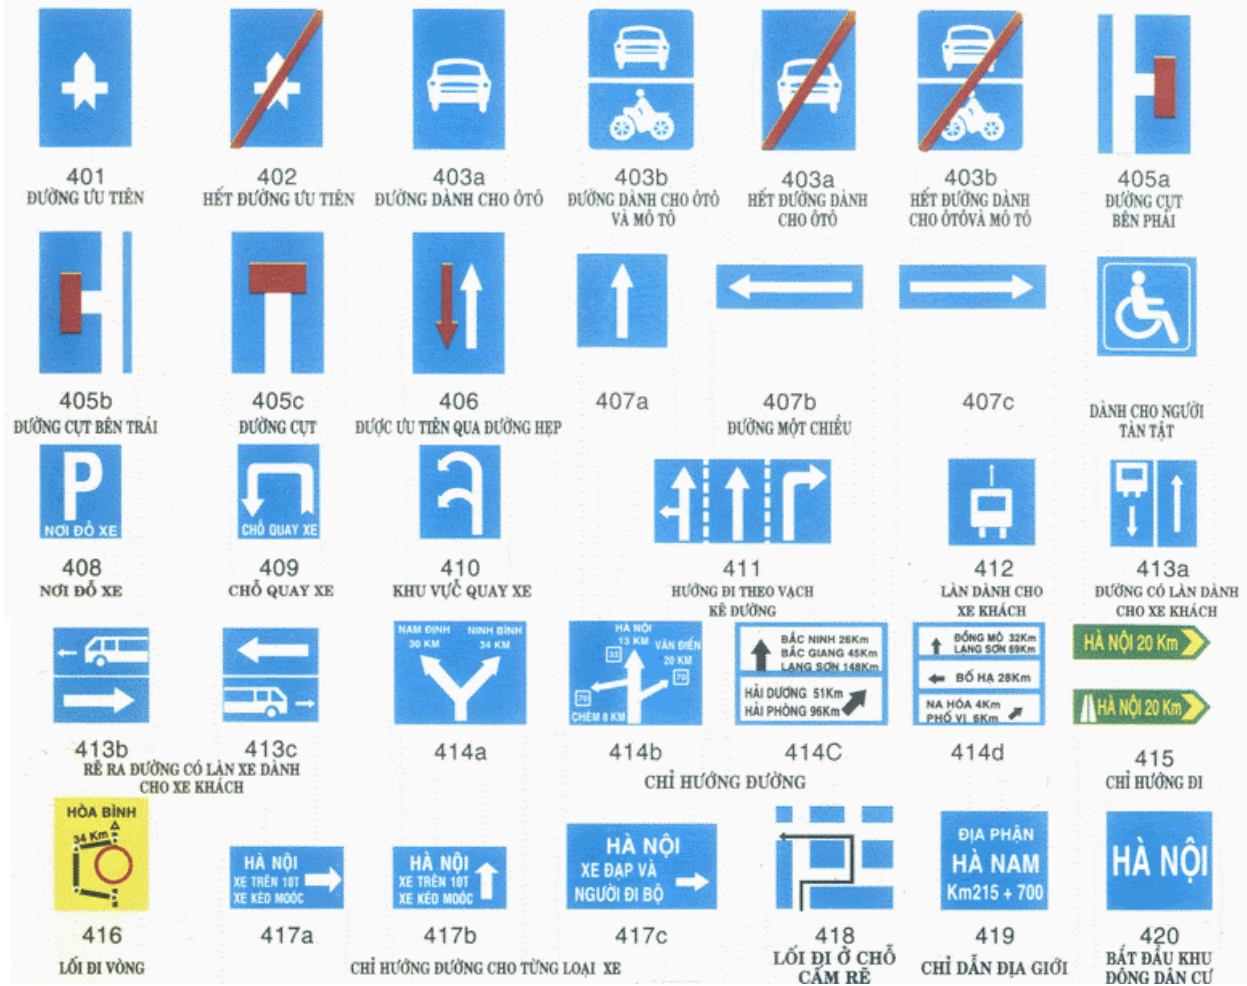 401
ĐƯỜNG ƯU TIÊN
402
HẾT ĐƯỜNG ƯU TIÊN
403a
ĐƯỜNG DÀNH CHO ÔTÔ
403b
ĐƯỜNG DÀNH CHO ÔTÔ
VÀ MÔ TÔ
403a
HẾT ĐƯỜNG DÀNH
CHO ÔTÔ
403b
HẾT ĐƯỜNG DÀNH
CHO ÔTÔVÀ MÔ TÔ
405a
ĐƯỜNG CỤT
BÊN PHẢI
405b
ĐƯỜNG CỤT BÊN TRÁI
405c
ĐƯỜNG CỤT
406
ĐƯỢC ƯU TIÊN QUA ĐƯỜNG HẸP
407a
407b
ĐƯỜNG MỘT CHIỀU
407c
DÀNH CHO NGƯỜI
TÀN TẬT
P
NƠI ĐỖ XE
408
NƠI ĐỖ XE
CHỖ QUAY XE
409
CHỖ QUAY XE
410
KHU VỰC QUAY XE
411
HƯỚNG ĐI THEO VẠCH
KẺ ĐƯỜNG
412
LÀN DÀNH CHO
XE KHÁCH
413a
ĐƯỜNG CÓ LÀN DÀNH
CHO XE KHÁCH
413b
413c
RẼ RA ĐƯỜNG CÓ LÀN XE DÀNH
CHO XE KHÁCH
NAM ĐỊNH
30 KM
NINH BÌNH
34 KM
414a
HÀ NỘI
13 KM
32
VĂN ĐIỂN
20 KM
70
70
CHÈM 8 KM
414b
BẮC NINH 26Km
BẮC GIANG 45Km
LẠNG SƠN 148Km
HẢI DƯƠNG 51Km
HẢI PHÒNG 96Km
414C
ĐỒNG MỎ 32Km
LẠNG SƠN 59Km
BỐ HẠ 28Km
NA HÓA 4Km
PHỐ VỊ 6Km
414d
CHỈ HƯỚNG ĐƯỜNG
HÀ NỘI 20 Km
HÀ NỘI 20 Km
415
CHỈ HƯỚNG ĐI
HÒA BÌNH
34 Km
416
LỐI ĐI VÒNG
HÀ NỘI
XE TRÊN 10T
XE KÉO MOÓC
417a
HÀ NỘI
XE TRÊN 10T
XE KÉO MOÓC
417b
HÀ NỘI
XE ĐẠP VÀ
NGƯỜI ĐI BỘ
417c
CHỈ HƯỚNG ĐƯỜNG CHO TỪNG LOẠI XE
418
LỐI ĐI Ở CHỖ
CẤM RẼ
ĐỊA PHẬN
HÀ NAM
Km215 + 700
419
CHỈ DẪN ĐỊA GIỚI
HÀ NỘI
420
BẮT ĐẦU KHU
ĐÔNG DÂN CƯ